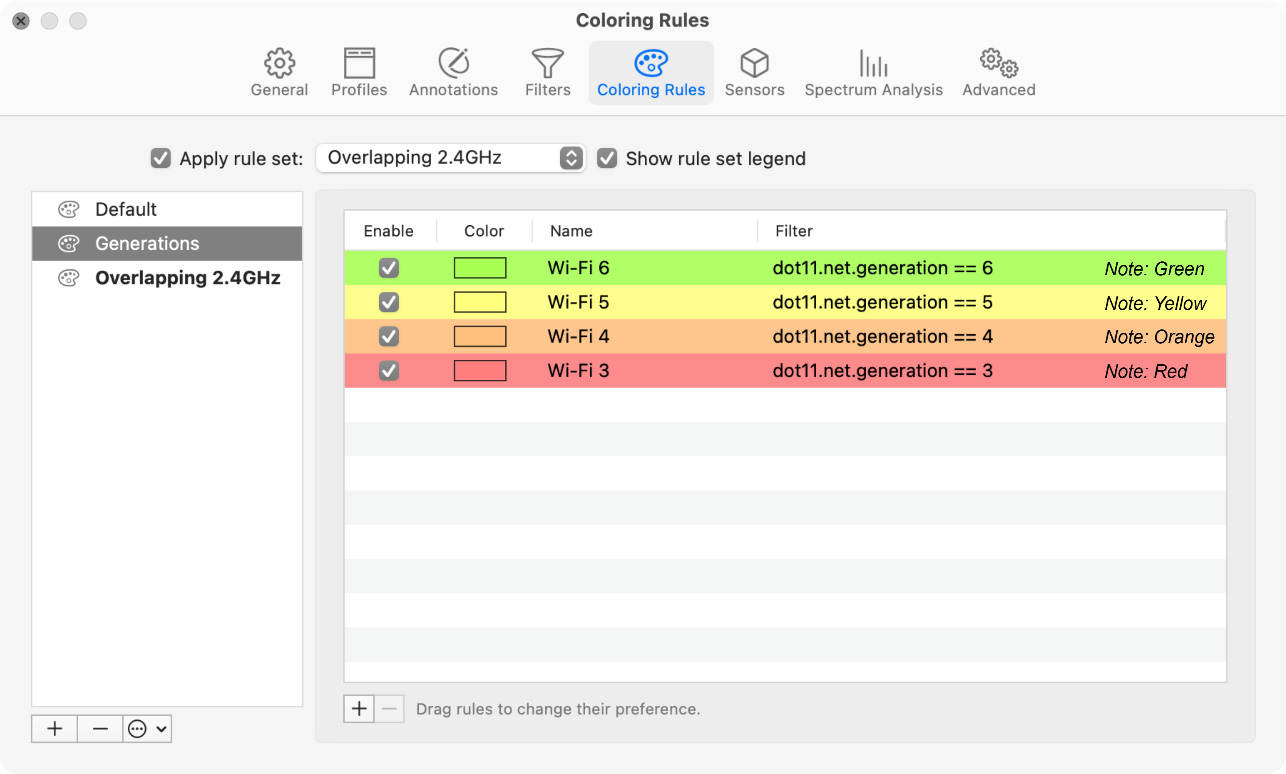 Coloring Rules
General Profiles Annotations Filters Coloring Rules Sensors Spectrum Analysis Advanced
Apply rule set: Overlapping 2.4GHz Show rule set legend
Default
Generations
Overlapping 2.4GHz
Enable Color Name Filter
Wi-Fi 6 dot11.net.generation == 6 Note: Green
Wi-Fi 5 dot11.net.generation == 5 Note: Yellow
Wi-Fi 4 dot11.net.generation == 4 Note: Orange
Wi-Fi 3 dot11.net.generation == 3 Note: Red
Drag rules to change their preference.